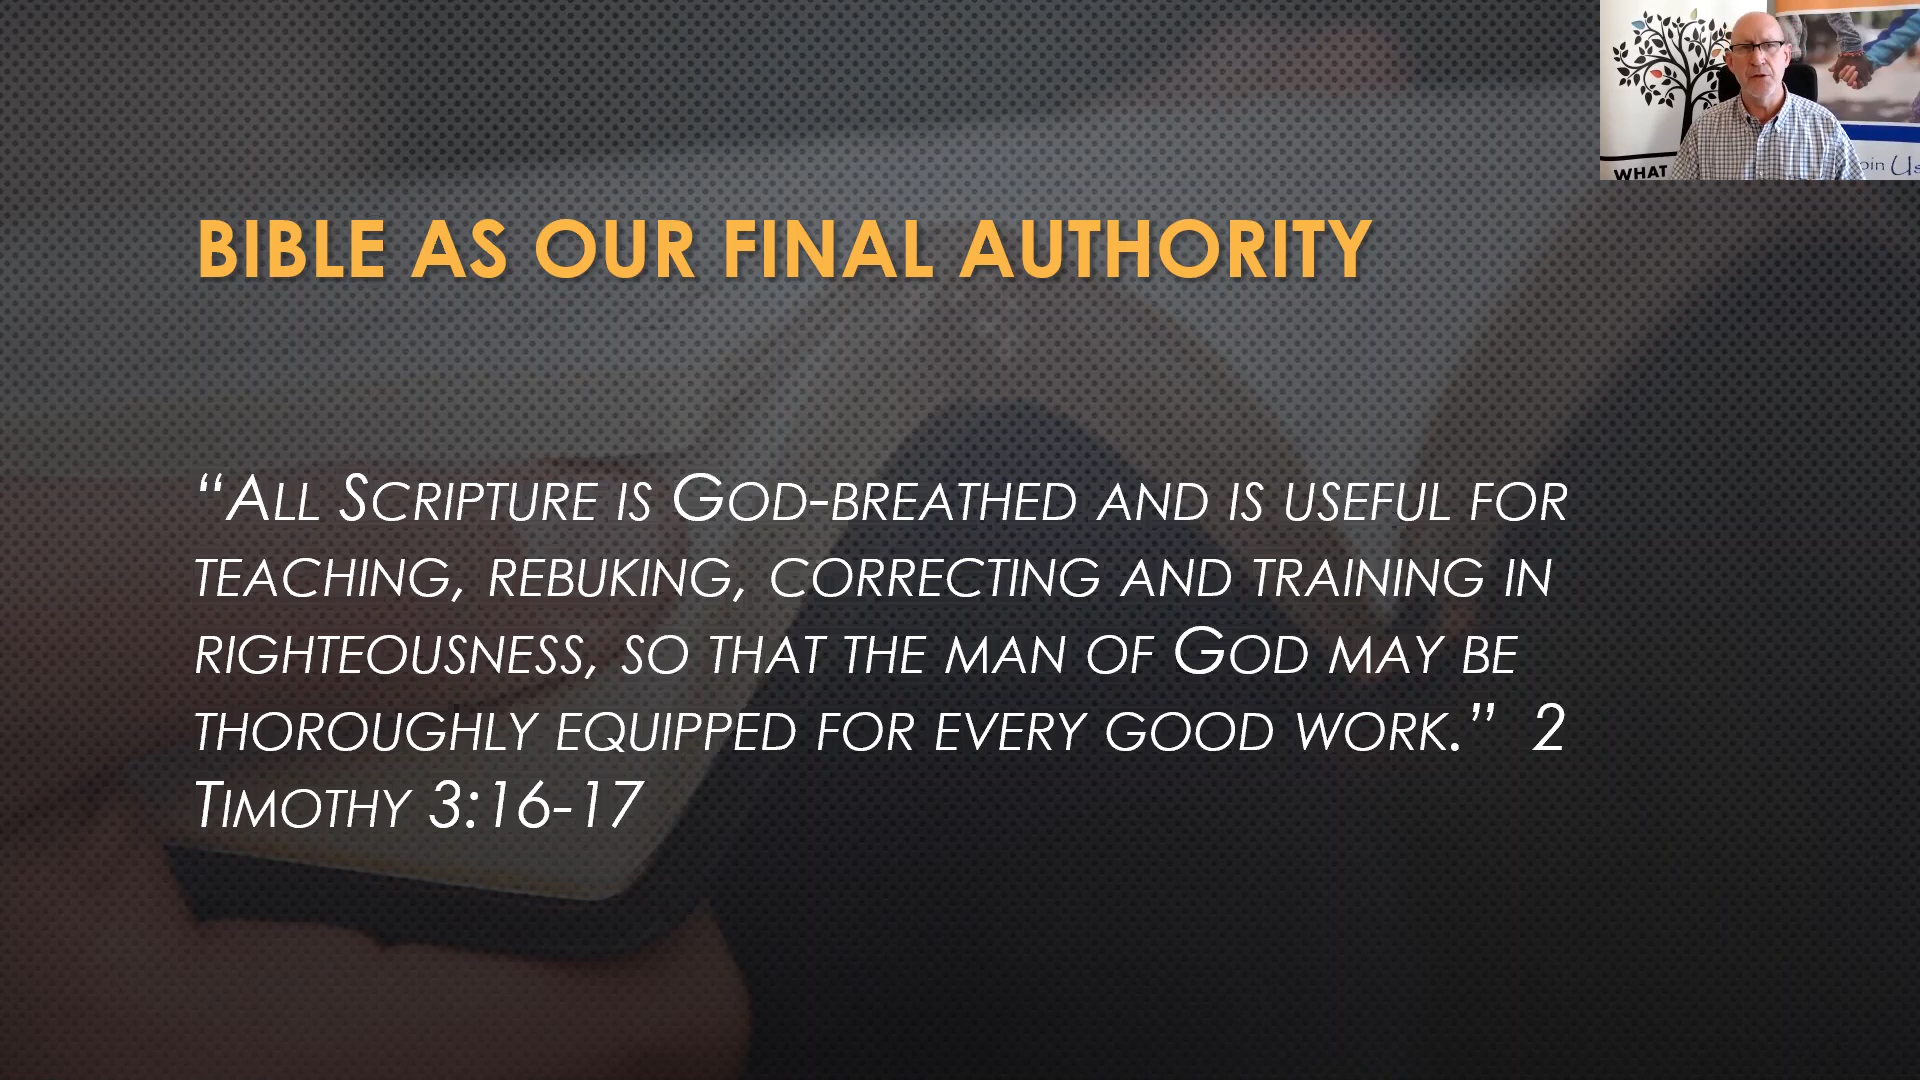 BIBLE AS OUR FINAL AUTHORITY
“ALL SCRIPTURE IS GOD-BREATHED AND IS USEFUL FOR
TEACHING, REBUKING, CORRECTING AND TRAINING IN
RIGHTEOUSNESS, SO THAT THE MAN OF GOD MAY BE
THOROUGHLY EQUIPPED FOR EVERY GOOD WORK.” 2
TIMOTHY 3:16-17
WHAT
Us